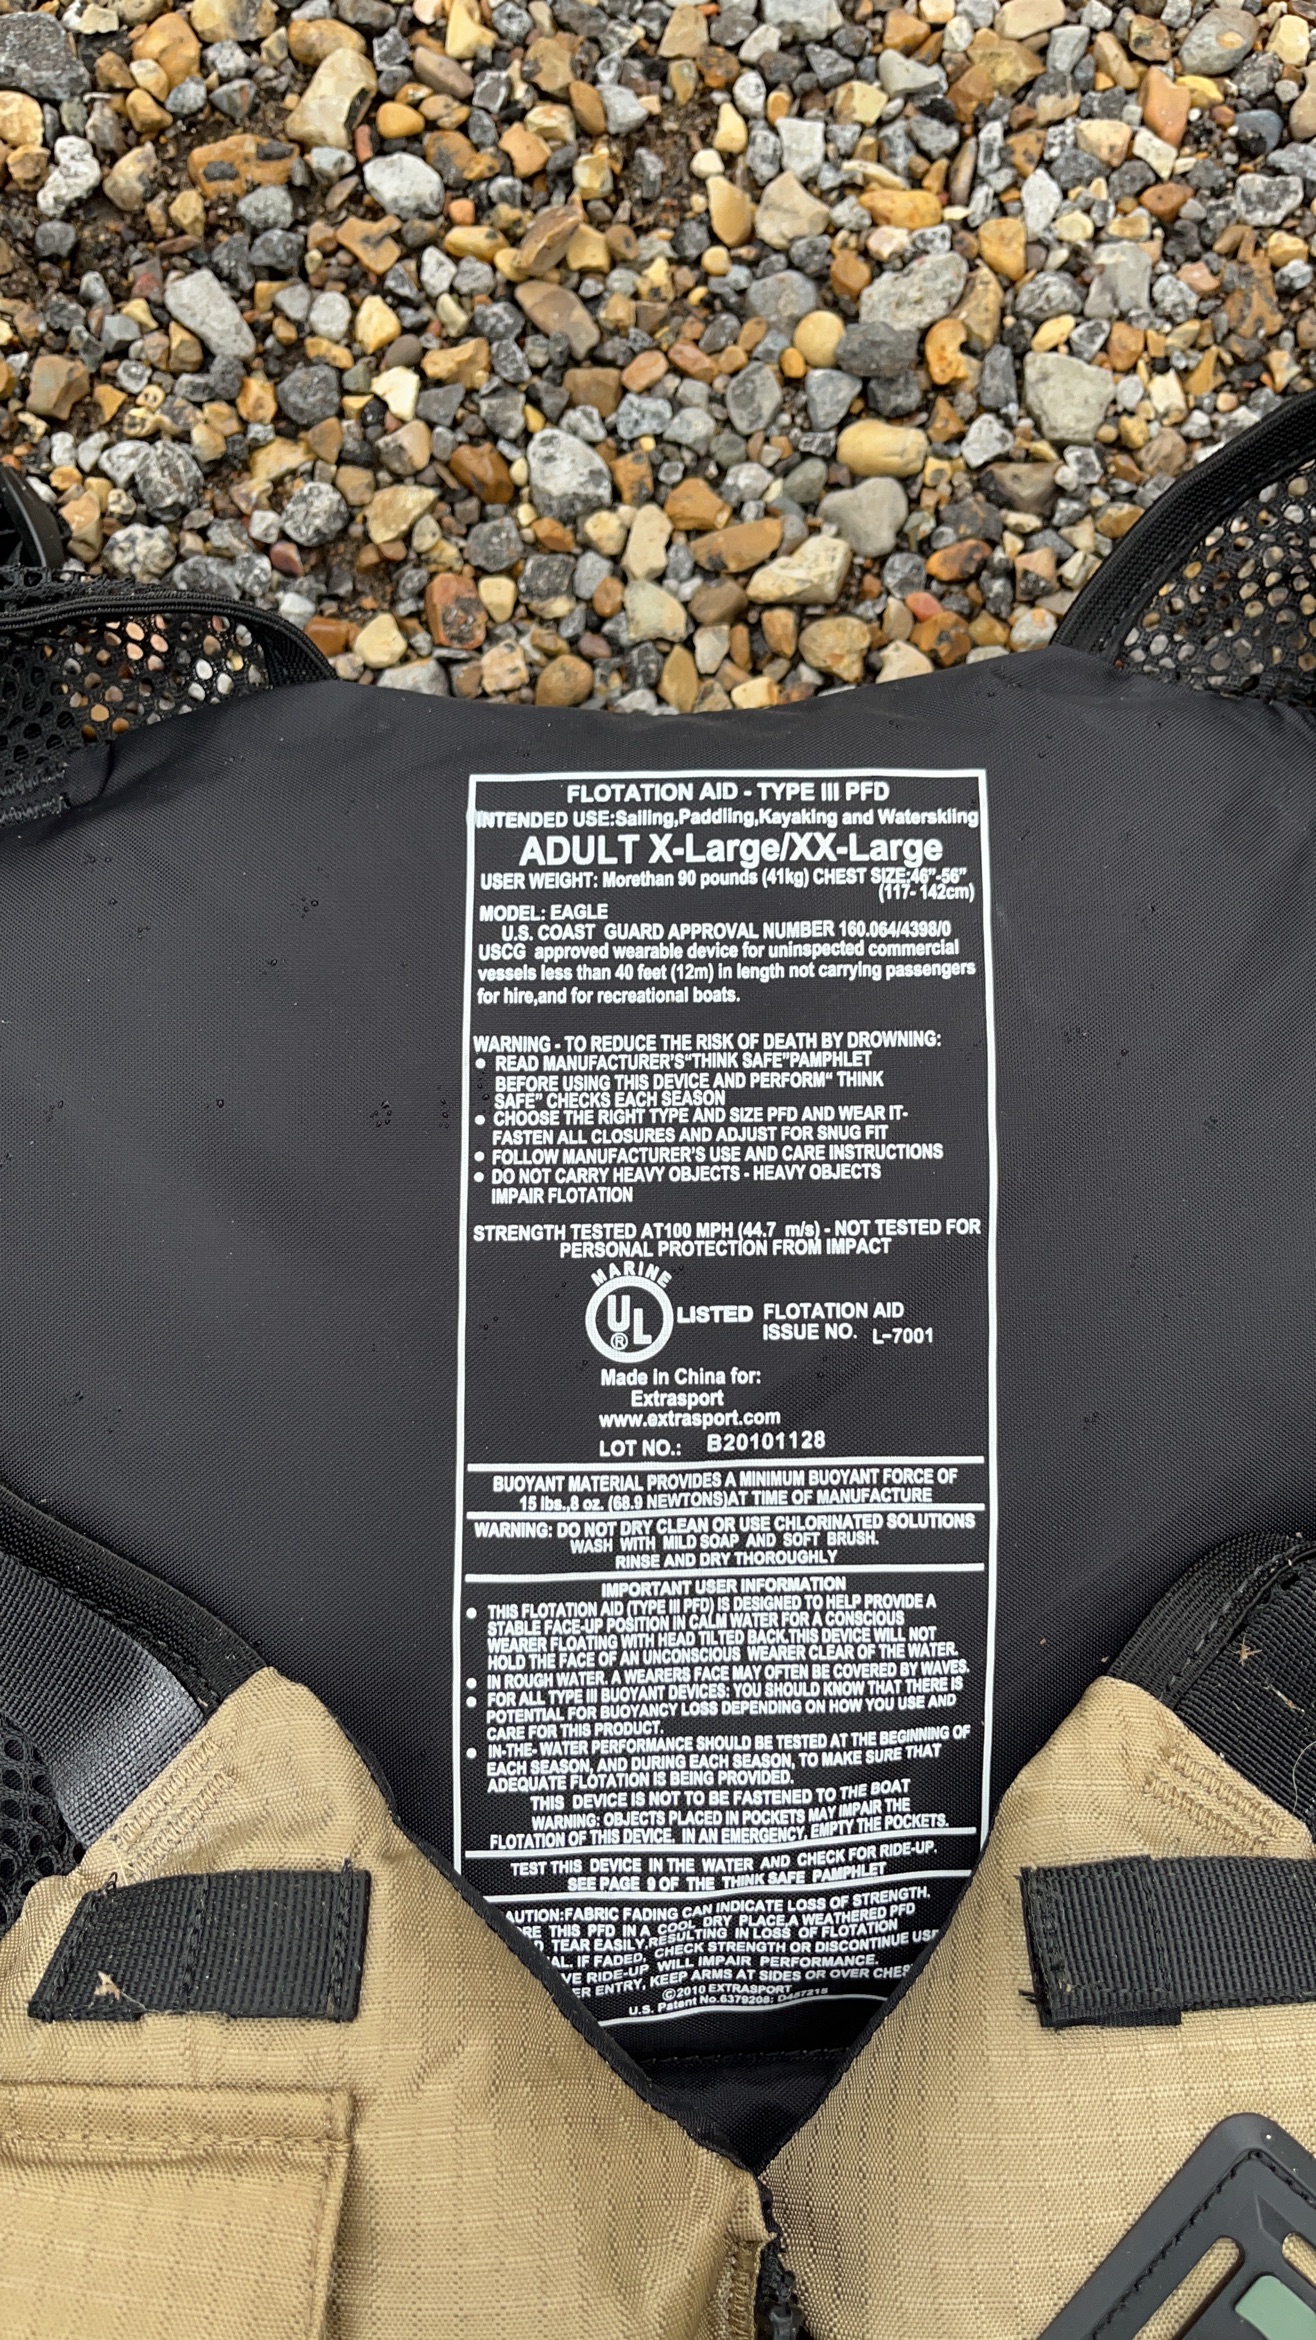 FLOTATION AID - TYPE III PFD
INTENDED USE:Sailing,Paddling,Kayaking and Waterskiing
ADULT X-Large/XX-Large
USER WEIGHT: Morethan 90 pounds (41kg) CHEST SIZE:46"-56"
(117- 142cm)
MODEL: EAGLE
U.S. COAST GUARD APPROVAL NUMBER 160.064/4398/0
USCG approved wearable device for uninspected commercial
vessels less than 40 feet (12m) in length not carrying passengers
for hire,and for recreational boats.
WARNING - TO REDUCE THE RISK OF DEATH BY DROWNING:
• READ MANUFACTURER'S"THINK SAFE"PAMPHLET
BEFORE USING THIS DEVICE AND PERFORM" THINK
SAFE" CHECKS EACH SEASON
• CHOOSE THE RIGHT TYPE AND SIZE PFD AND WEAR IT-
FASTEN ALL CLOSURES AND ADJUST FOR SNUG FIT
• FOLLOW MANUFACTURER'S USE AND CARE INSTRUCTIONS
• DO NOT CARRY HEAVY OBJECTS - HEAVY OBJECTS
IMPAIR FLOTATION
STRENGTH TESTED AT100 MPH (44.7 m/s) - NOT TESTED FOR
PERSONAL PROTECTION FROM IMPACT
MARINE
UL ® LISTED FLOTATION AID
ISSUE NO. L-7001
Made in China for:
Extrasport
www.extrasport.com
LOT NO.: B20101128
BUOYANT MATERIAL PROVIDES A MINIMUM BUOYANT FORCE OF
15 lbs.,8 oz. (68.9 NEWTONS)AT TIME OF MANUFACTURE
WARNING: DO NOT DRY CLEAN OR USE CHLORINATED SOLUTIONS
WASH WITH MILD SOAP AND SOFT BRUSH.
RINSE AND DRY THOROUGHLY
IMPORTANT USER INFORMATION
• THIS FLOTATION AID (TYPE III PFD) IS DESIGNED TO HELP PROVIDE A
STABLE FACE-UP POSITION IN CALM WATER FOR A CONSCIOUS
WEARER FLOATING WITH HEAD TILTED BACK,THIS DEVICE WILL NOT
HOLD THE FACE OF AN UNCONSCIOUS WEARER CLEAR OF THE WATER.
• IN ROUGH WATER. A WEARERS FACE MAY OFTEN BE COVERED BY WAVES.
• FOR ALL TYPE III BUOYANT DEVICES: YOU SHOULD KNOW THAT THERE IS
POTENTIAL FOR BUOYANCY LOSS DEPENDING ON HOW YOU USE AND
CARE FOR THIS PRODUCT.
• IN-THE- WATER PERFORMANCE SHOULD BE TESTED AT THE BEGINNING OF
EACH SEASON, AND DURING EACH SEASON, TO MAKE SURE THAT
ADEQUATE FLOTATION IS BEING PROVIDED.
THIS DEVICE IS NOT TO BE FASTENED TO THE BOAT
WARNING: OBJECTS PLACED IN POCKETS MAY IMPAIR THE
FLOTATION OF THIS DEVICE. IN AN EMERGENCY, EMPTY THE POCKETS.
TEST THIS DEVICE IN THE WATER AND CHECK FOR RIDE-UP.
SEE PAGE 9 OF THE THINK SAFE PAMPHLET
AUTION:FABRIC FADING CAN INDICATE LOSS OF STRENGTH.
RE THIS PFD IN A COOL DRY PLACE,A WEATHERED PFD
D TEAR EASILY,RESULTING IN LOSS OF FLOTATION
AL. IF FADED, CHECK STRENGTH OR DISCONTINUE USE
VE RIDE-UP WILL IMPAIR PERFORMANCE.
ER ENTRY, KEEP ARMS AT SIDES OR OVER CHES
©2010 EXTRASPORT
U.S. Patent No.6379208;